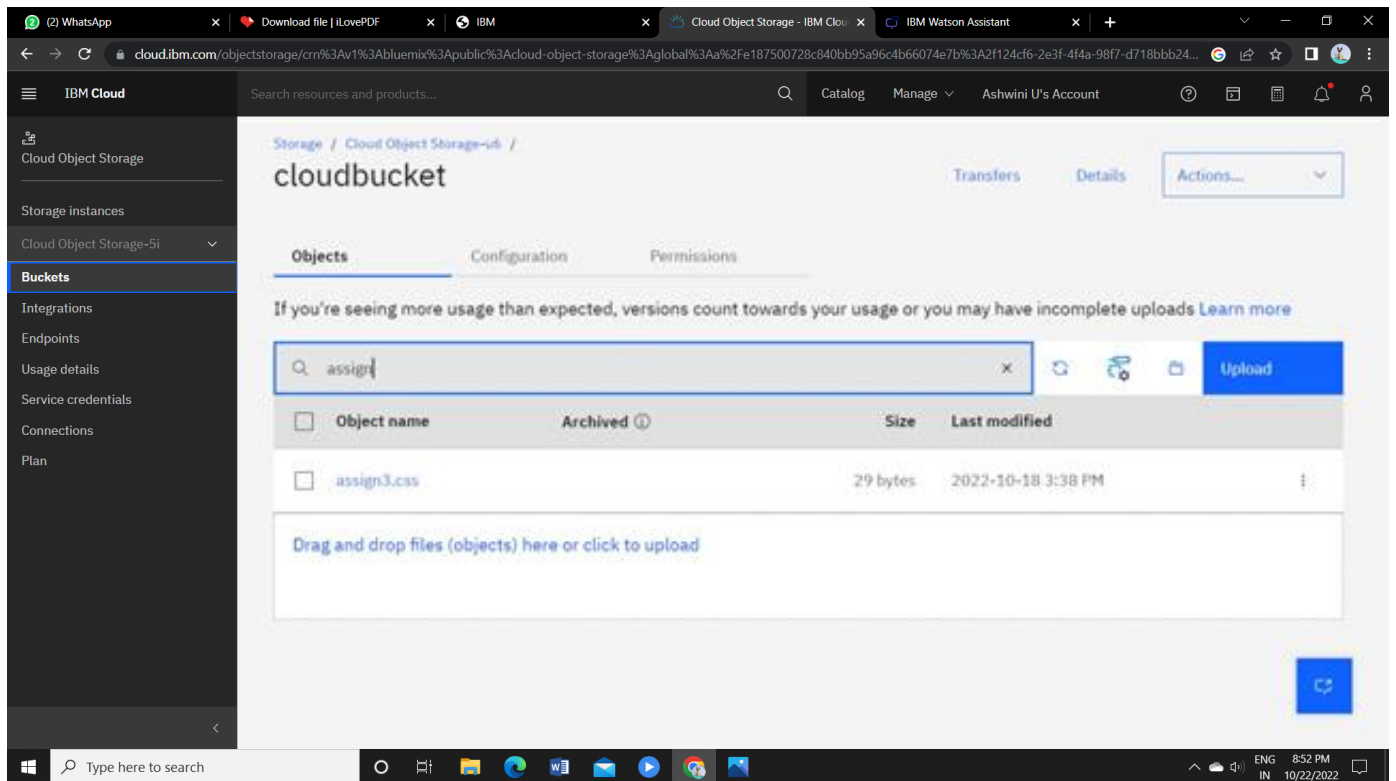 (2) WhatsApp
Download file | iLovePDF
IBM
Cloud Object Storage - IBM Clou
IBM Watson Assistant
cloud.ibm.com/objectstorage/crn%3Av1%3Abluemix%3Apublic%3Acloud-object-storage%3Aglobal%3Aa%2Fe187500728c840bb95a96c4b66074e7b%3A2f124cf6-2e3f-4f4a-98f7-d718bbb24...
IBM Cloud
Search resources and products...
Catalog
Manage
Ashwini U's Account
Cloud Object Storage
Storage instances
Cloud Object Storage-5i
Buckets
Integrations
Endpoints
Usage details
Service credentials
Connections
Plan
Storage / Cloud Object Storage-u6 /
cloudbucket
Transfers
Details
Actions...
Objects
Configuration
Permissions
If you're seeing more usage than expected, versions count towards your usage or you may have incomplete uploads Learn more
assign
Upload
Object name
Archived
Size
Last modified
assign3.css
29 bytes
2022-10-18 3:38 PM
Drag and drop files (objects) here or click to upload
Type here to search
ENG
IN
8:52 PM
10/22/2022